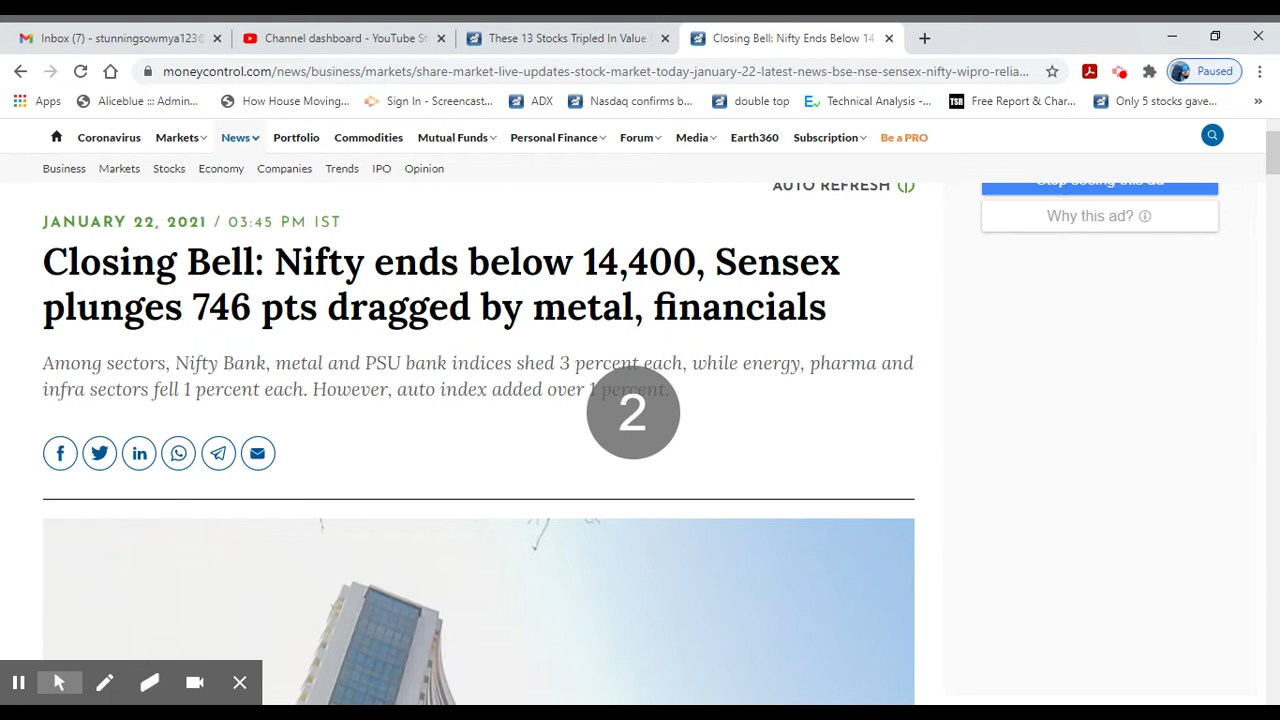 Inbox (7) - stunningsowmya123@
Channel dashboard - YouTube St
These 13 Stocks Tripled In Value
Closing Bell: Nifty Ends Below 14
moneycontrol.com/news/business/markets/share-market-live-updates-stock-market-today-january-22-latest-news-bse-nse-sensex-nifty-wipro-relia...
Paused
Apps
Aliceblue ::: Admin...
How House Moving...
Sign In - Screencast...
ADX
Nasdaq confirms b...
double top
Technical Analysis -...
TSR
Free Report & Char...
Only 5 stocks gave...
Coronavirus Markets News Portfolio Commodities Mutual Funds Personal Finance Forum Media Earth360 Subscription Be a PRO
Business Markets Stocks Economy Companies Trends IPO Opinion
AUTO REFRESH
Stop seeing this ad
Why this ad?
JANUARY 22, 2021 / 03:45 PM IST
Closing Bell: Nifty ends below 14,400, Sensex
plunges 746 pts dragged by metal, financials
Among sectors, Nifty Bank, metal and PSU bank indices shed 3 percent each, while energy, pharma and
infra sectors fell 1 percent each. However, auto index added over 1 percent.
2